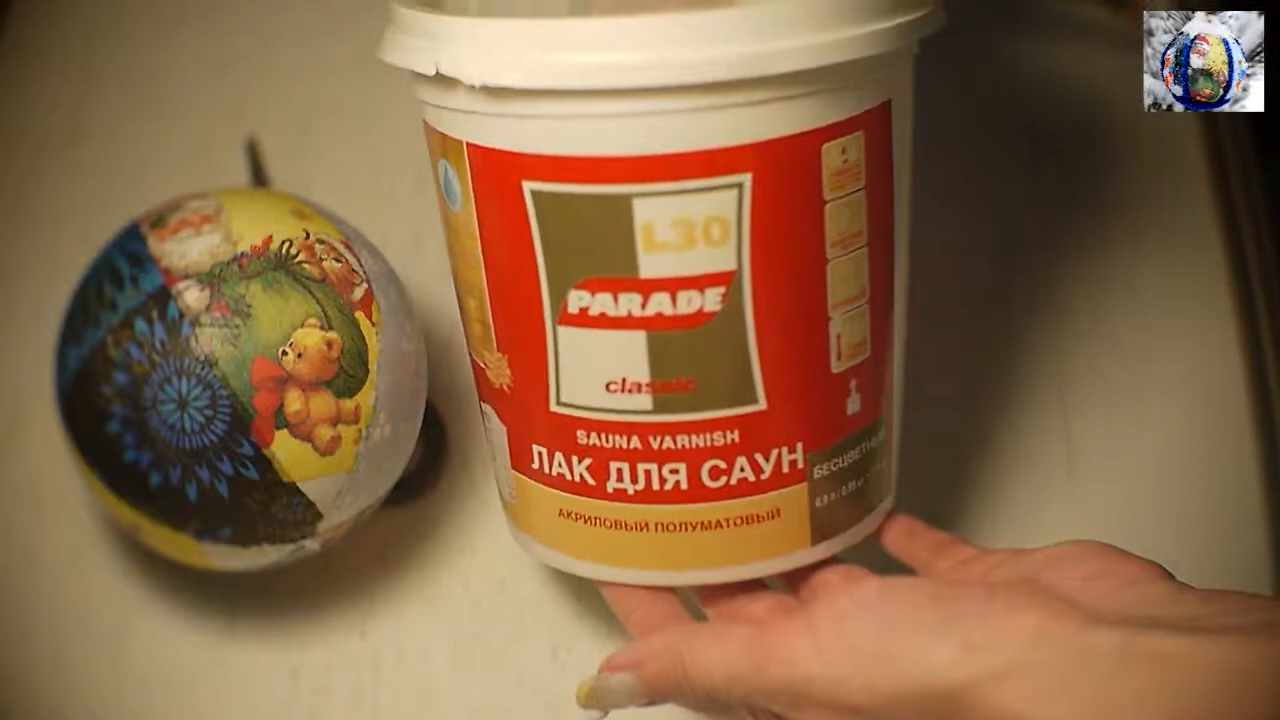 L30
PARADE
classic
SAUNA VARNISH
ЛАК ДЛЯ САУН
АКРИЛОВЫЙ ПОЛУМАТОВЫЙ
БЕСЦВЕТНЫЙ